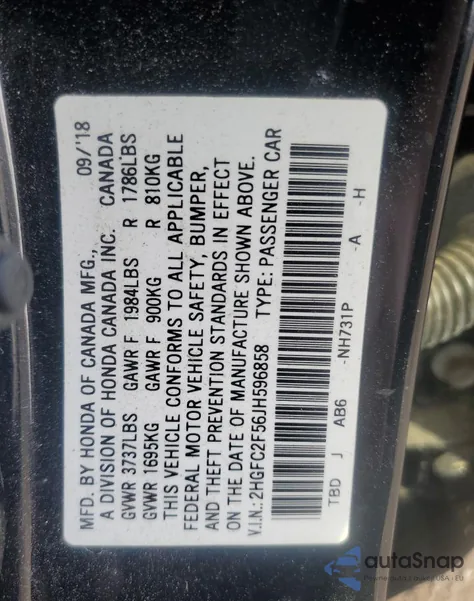 MFD. BY HONDA OF CANADA MFG., 09/'18
A DIVISION OF HONDA CANADA INC. CANADA
GVWR 3737LBS GAWR F 1984LBS R 1786LBS
GVWR 1695KG GAWR F 900KG R 810KG
THIS VEHICLE CONFORMS TO ALL APPLICABLE
FEDERAL MOTOR VEHICLE SAFETY, BUMPER,
AND THEFT PREVENTION STANDARDS IN EFFECT
ON THE DATE OF MANUFACTURE SHOWN ABOVE.
V.I.N.: 2HGFC2F56JH596858 TYPE: PASSENGER CAR
TBD J AB6 -NH731P -A -H
autoSnap